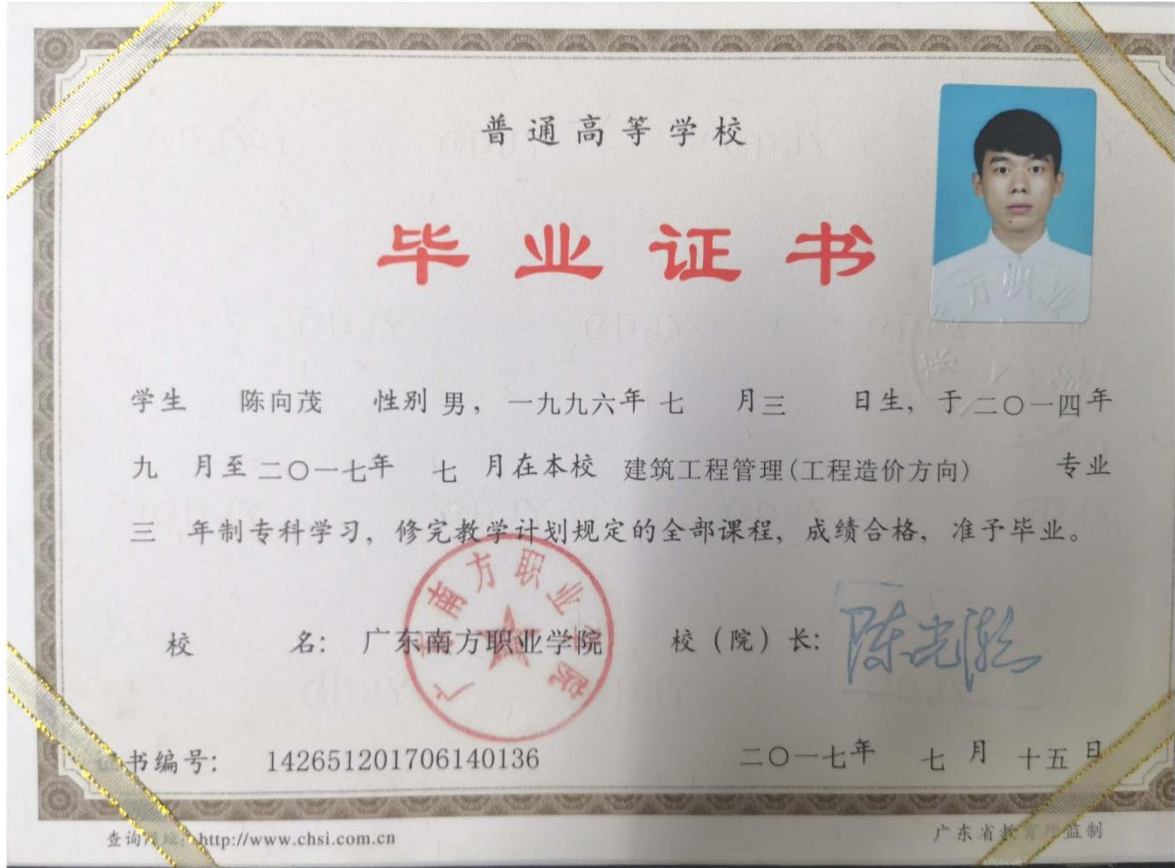 普通高等学校
毕业证书
学生 陈向茂 性别 男，一九九六年 七 月三 日生，于二〇一四年
九 月至二〇一七年 七 月在本校 建筑工程管理(工程造价方向) 专业
三 年制专科学习，修完教学计划规定的全部课程，成绩合格，准予毕业。
校 名：广东南方职业学院 校（院）长：
书编号：142651201706140136 二〇一七年 七 月 十五 日
查询 http://www.chsi.com.cn 广东省教 监制